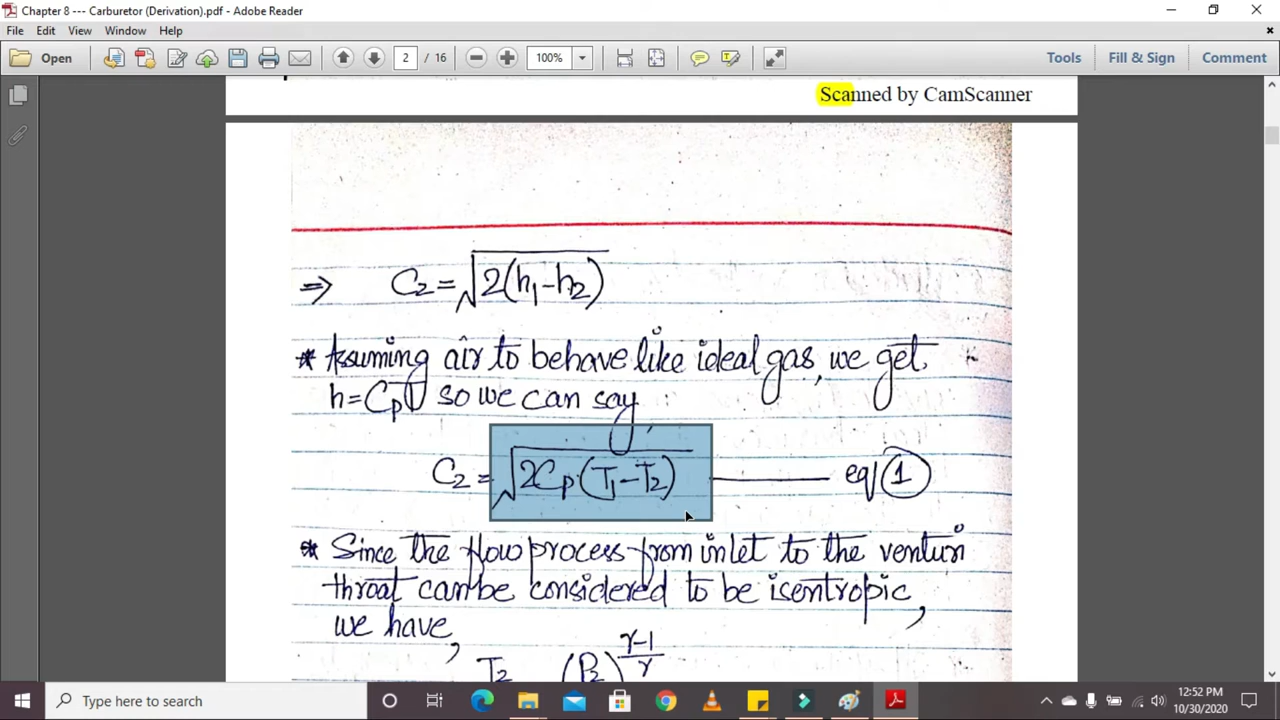 Chapter 8 --- Carburetor (Derivation).pdf - Adobe Reader
File Edit View Window Help
Open 2 / 16 100% Tools Fill & Sign Comment
Scanned by CamScanner
⇒ C₂ = √2(h₁-h₂)
* Assuming air to behave like ideal gas, we get
h = CpT so we can say
C₂ = √2Cp·(T₁-T₂) ——— eq ①
* Since the flow process from inlet to the venturi
throat can be considered to be isentropic,
we have,
T₂ (P₂)^(γ-1/γ)
Type here to search
12:52 PM
10/30/2020